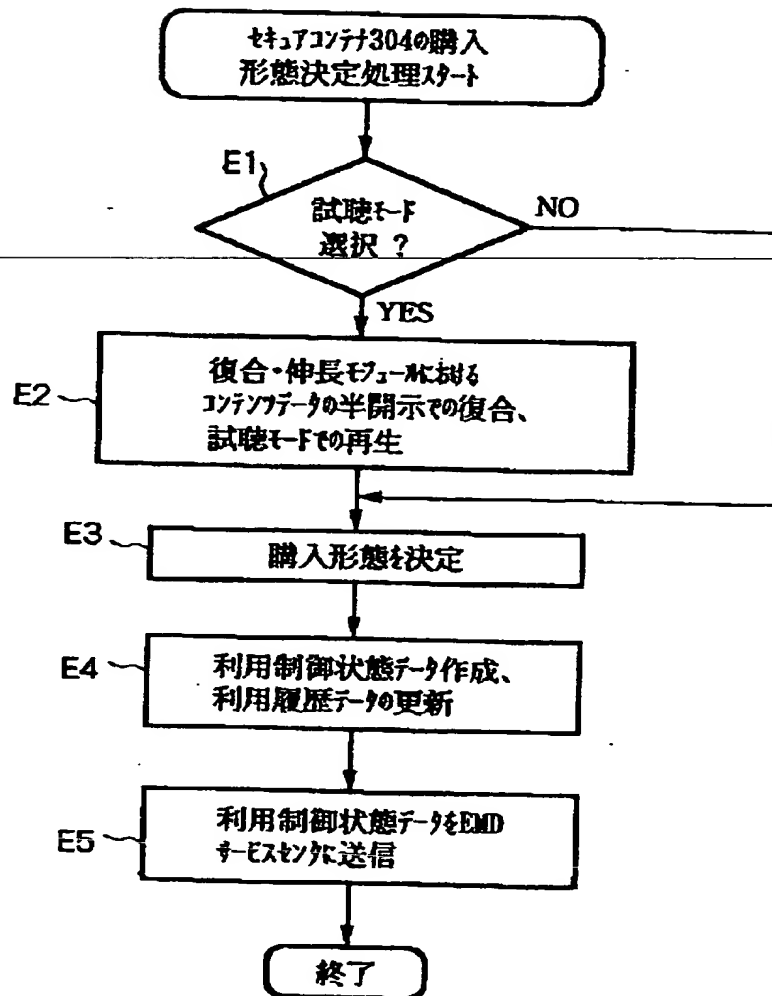 セキュアコンテナ304の購入
形態決定処理スタート
E1
試聴モード
選択 ?
NO
YES
E2
復合・伸長モジュールにおける
コンテンツデータの半開示での復合、
試聴モードでの再生
E3
購入形態を決定
E4
利用制御状態データ作成、
利用履歴データの更新
E5
利用制御状態データをEMD
サービスセンタに送信
終了